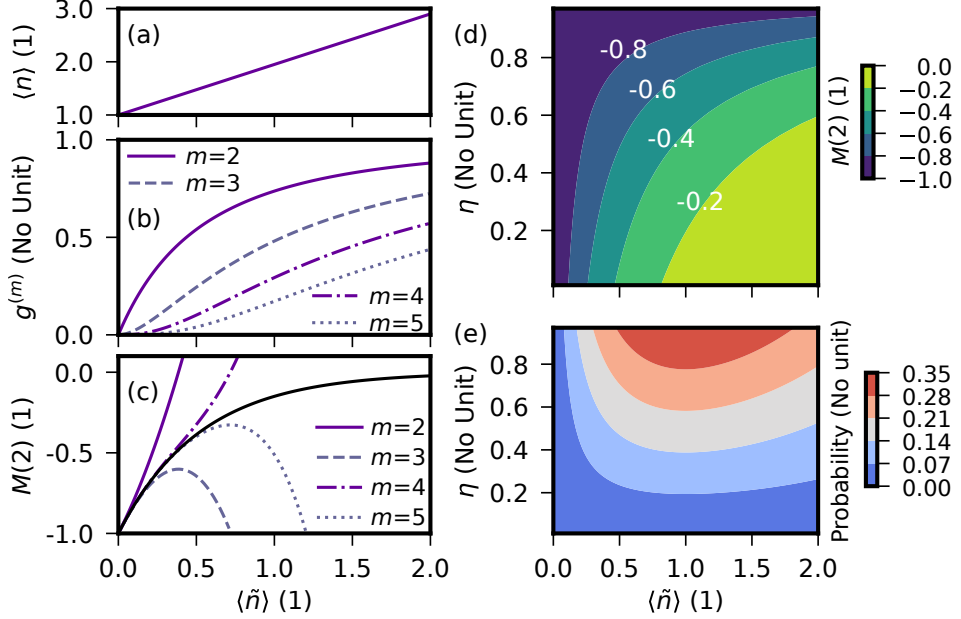 (a)
3.0
2.0
1.0
⟨n⟩ (1)
(b)
m=2
m=3
m=4
m=5
1.0
0.5
0.0
g^(m) (No Unit)
(c)
m=2
m=3
m=4
m=5
0.0
-0.5
-1.0
M(2) (1)
0.0 0.5 1.0 1.5 2.0
⟨ñ⟩ (1)
(d)
-0.8
-0.6
-0.4
-0.2
0.8
0.6
0.4
0.2
η (No Unit)
0.0
−0.2
−0.4
−0.6
−0.8
−1.0
M(2) (1)
(e)
0.8
0.6
0.4
0.2
η (No Unit)
0.0 0.5 1.0 1.5 2.0
⟨ñ⟩ (1)
0.35
0.28
0.21
0.14
0.07
0.00
Probability (No unit)